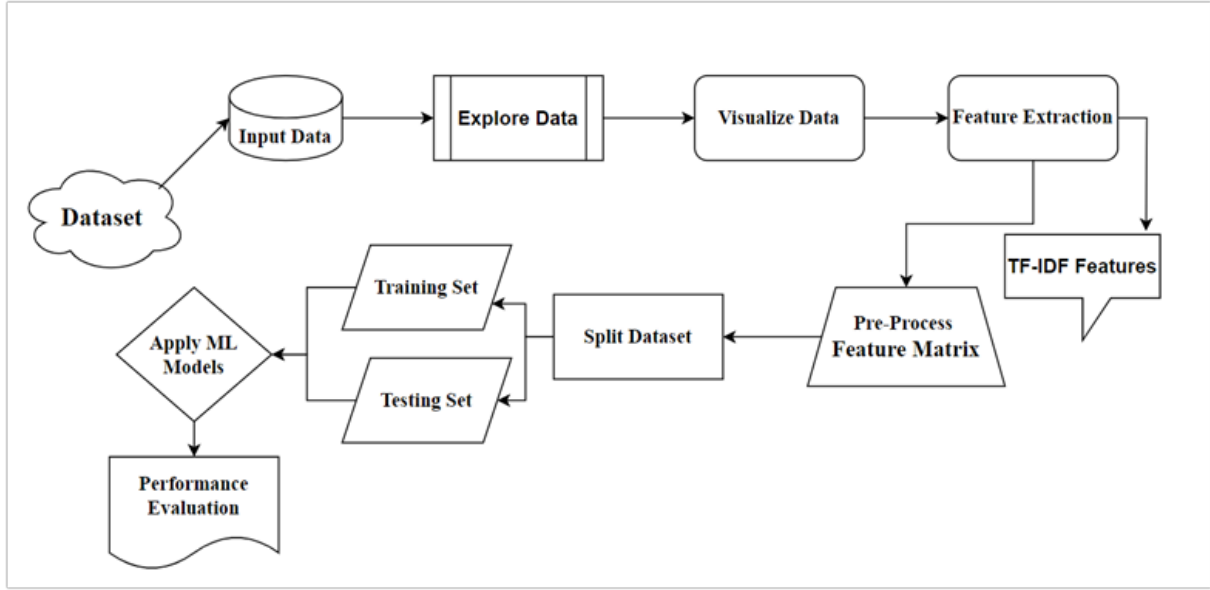 Dataset
Input Data
Explore Data
Visualize Data
Feature Extraction
TF-IDF Features
Pre-Process
Feature Matrix
Split Dataset
Training Set
Testing Set
Apply ML
Models
Performance
Evaluation